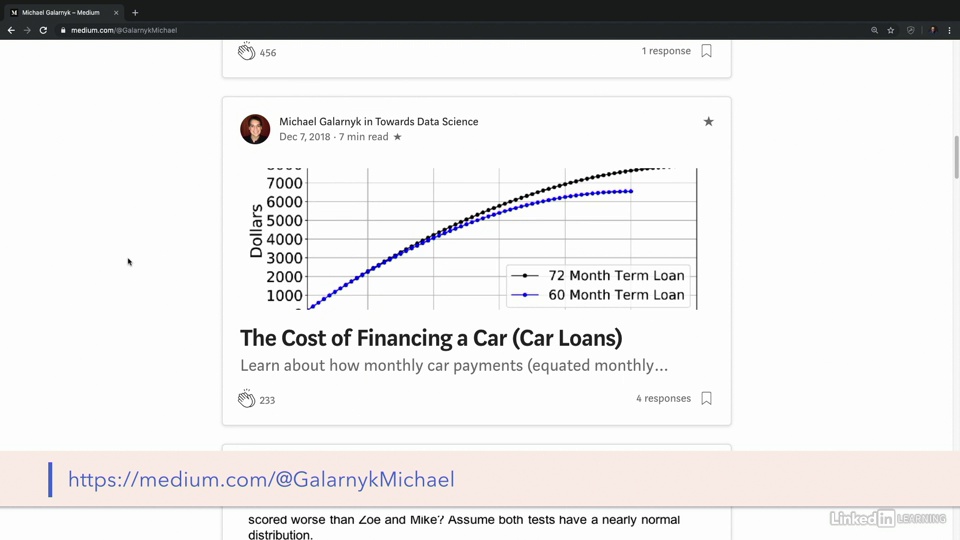 Michael Galarnyk – Medium
medium.com/@GalarnykMichael
456
1 response
Michael Galarnyk in Towards Data Science
Dec 7, 2018 · 7 min read ★
7000
6000
5000
4000
3000
2000
1000
Dollars
72 Month Term Loan
60 Month Term Loan
The Cost of Financing a Car (Car Loans)
Learn about how monthly car payments (equated monthly…
233
4 responses
https://medium.com/@GalarnykMichael
scored worse than Zoe and Mike? Assume both tests have a nearly normal
distribution.
Linked in LEARNING